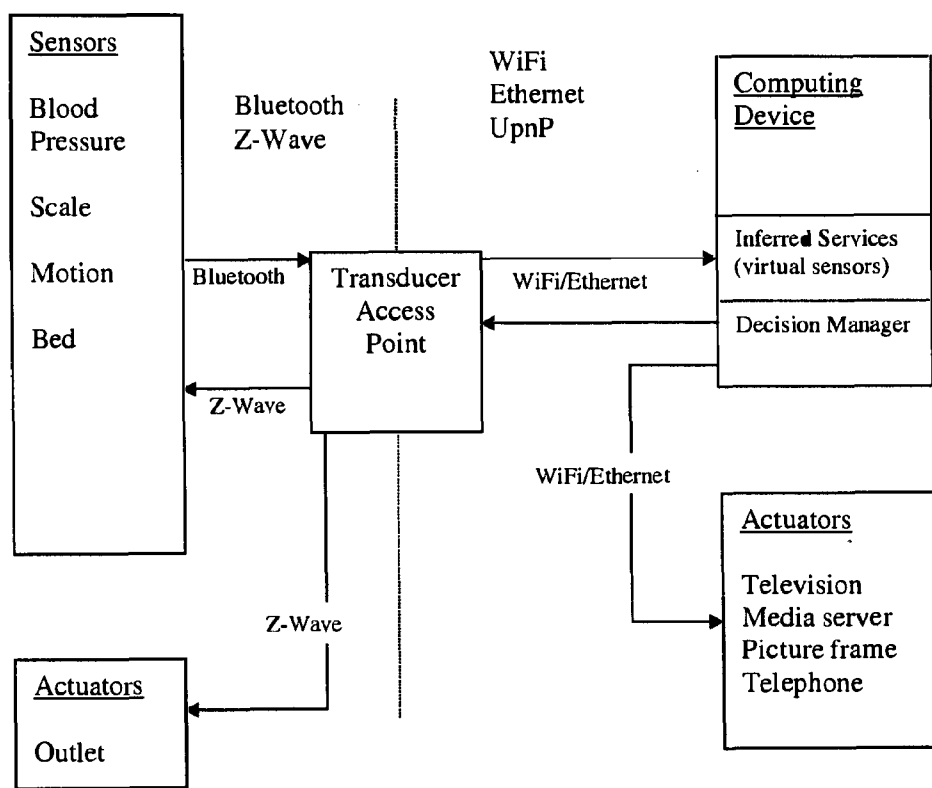 Sensors
Blood
Pressure
Scale
Motion
Bed
Bluetooth
Z-Wave
WiFi
Ethernet
UpnP
Computing
Device
Inferred Services
(virtual sensors)
Decision Manager
Bluetooth
Transducer
Access
Point
WiFi/Ethernet
Z-Wave
WiFi/Ethernet
Z-Wave
Actuators
Outlet
Actuators
Television
Media server
Picture frame
Telephone